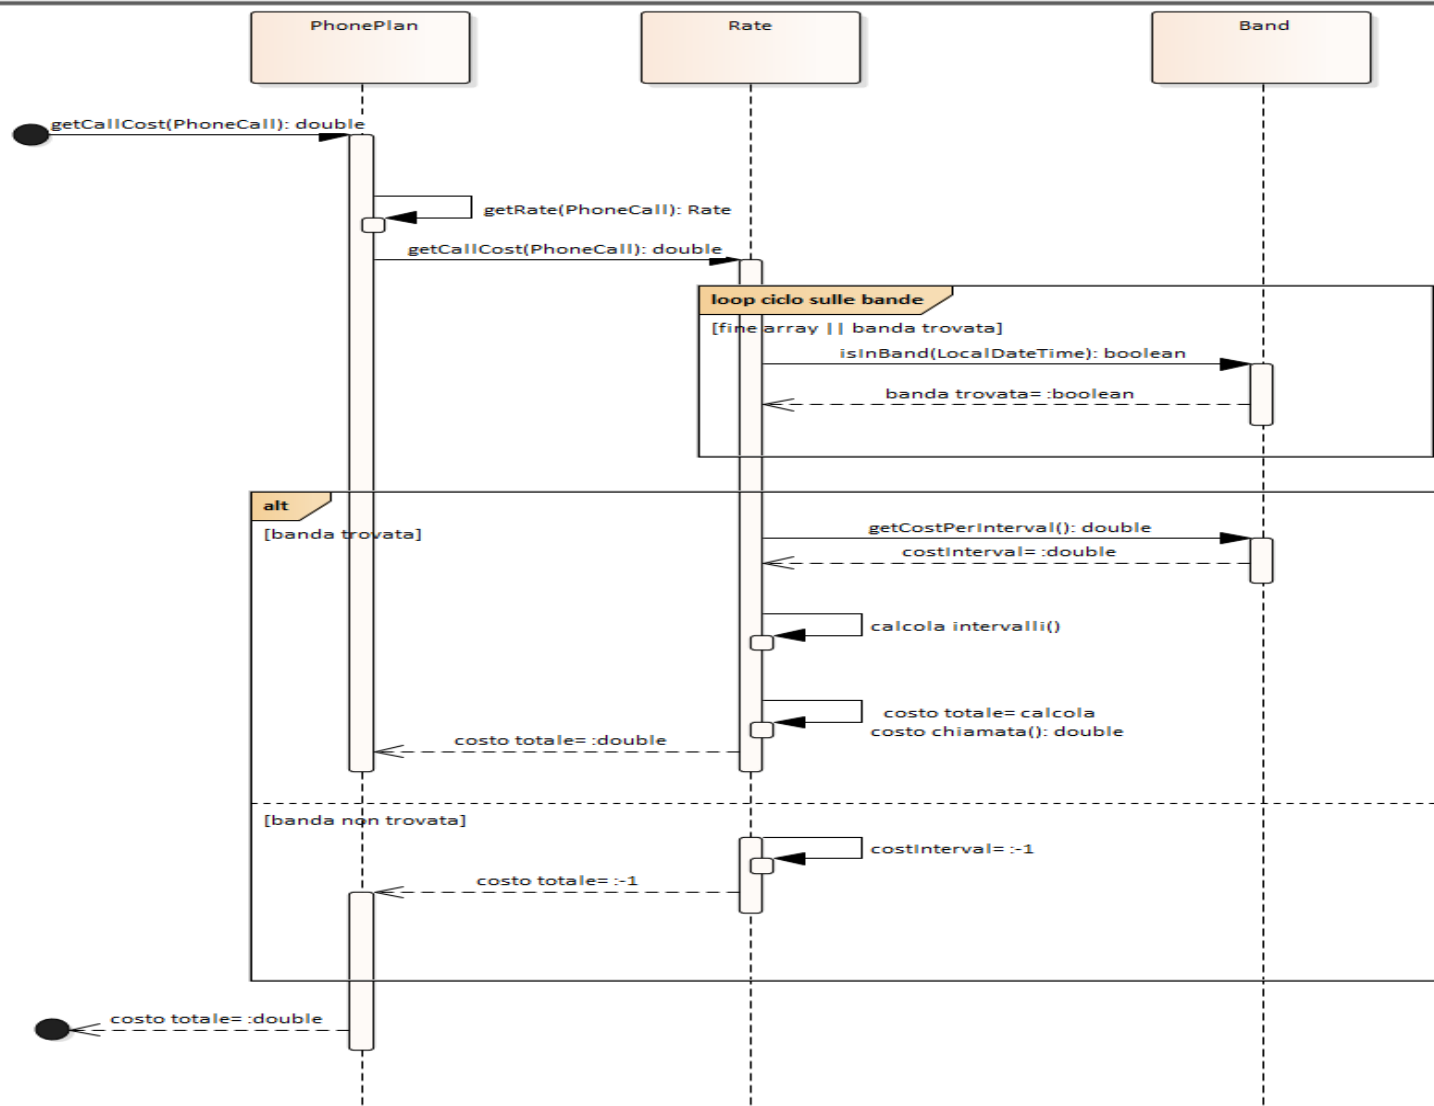 PhonePlan
Rate
Band
getCallCost(PhoneCall): double
getRate(PhoneCall): Rate
getCallCost(PhoneCall): double
loop ciclo sulle bande
[fine array || banda trovata]
isInBand(LocalDateTime): boolean
banda trovata= :boolean
alt
[banda trovata]
getCostPerInterval(): double
costInterval= :double
calcola intervalli()
costo totale= calcola
costo chiamata(): double
costo totale= :double
[banda non trovata]
costInterval= :-1
costo totale= :-1
costo totale= :double